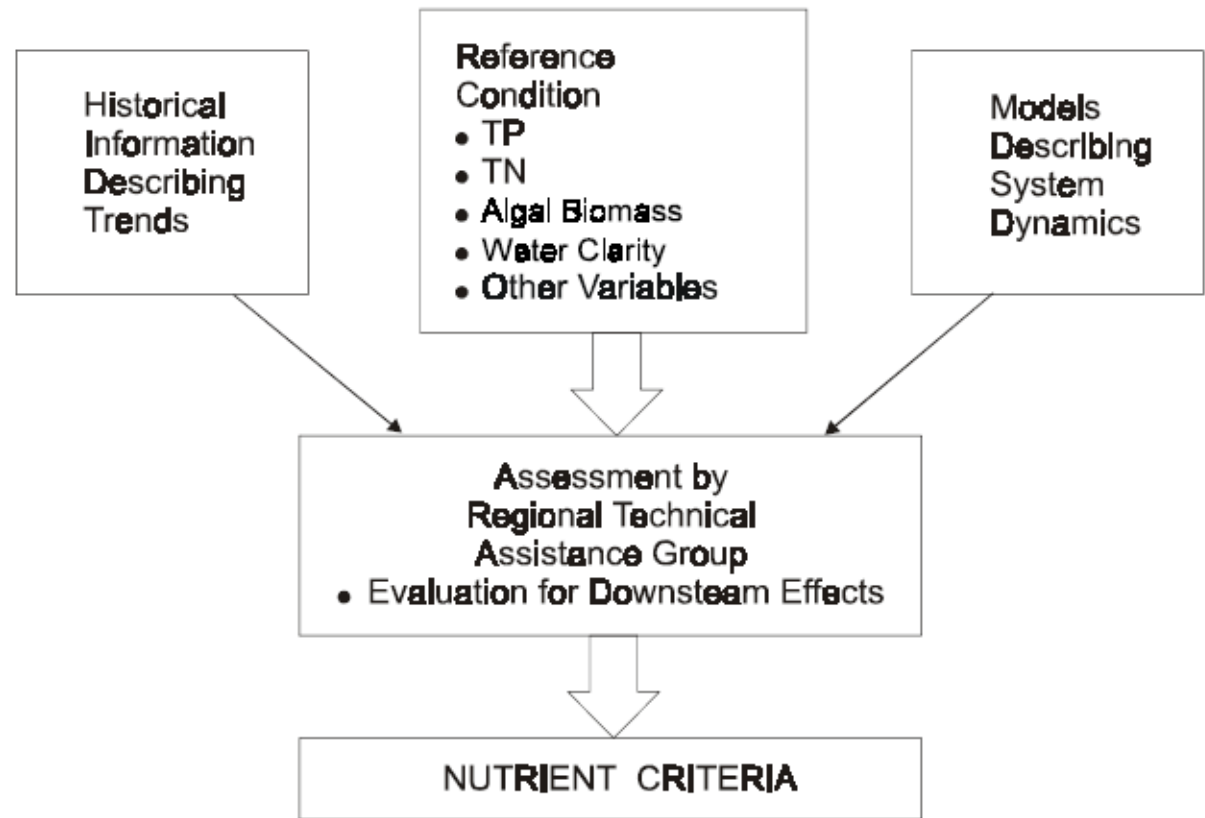 Historical
Information
Describing
Trends
Reference
Condition
• TP
• TN
• Algal Biomass
• Water Clarity
• Other Variables
Models
Describing
System
Dynamics
Assessment by
Regional Technical
Assistance Group
• Evaluation for Downsteam Effects
NUTRIENT CRITERIA